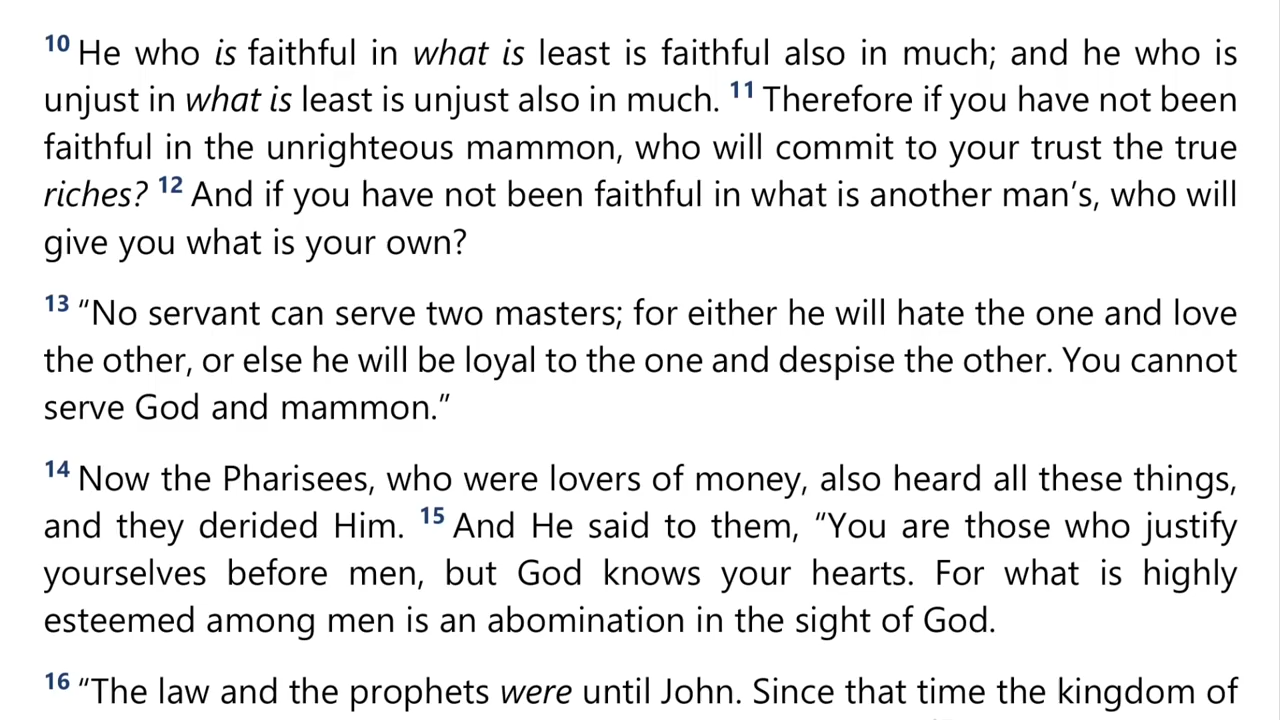 10 He who is faithful in what is least is faithful also in much; and he who is
unjust in what is least is unjust also in much. 11 Therefore if you have not been
faithful in the unrighteous mammon, who will commit to your trust the true
riches? 12 And if you have not been faithful in what is another man’s, who will
give you what is your own?
13 “No servant can serve two masters; for either he will hate the one and love
the other, or else he will be loyal to the one and despise the other. You cannot
serve God and mammon.”
14 Now the Pharisees, who were lovers of money, also heard all these things,
and they derided Him. 15 And He said to them, “You are those who justify
yourselves before men, but God knows your hearts. For what is highly
esteemed among men is an abomination in the sight of God.
16 “The law and the prophets were until John. Since that time the kingdom of